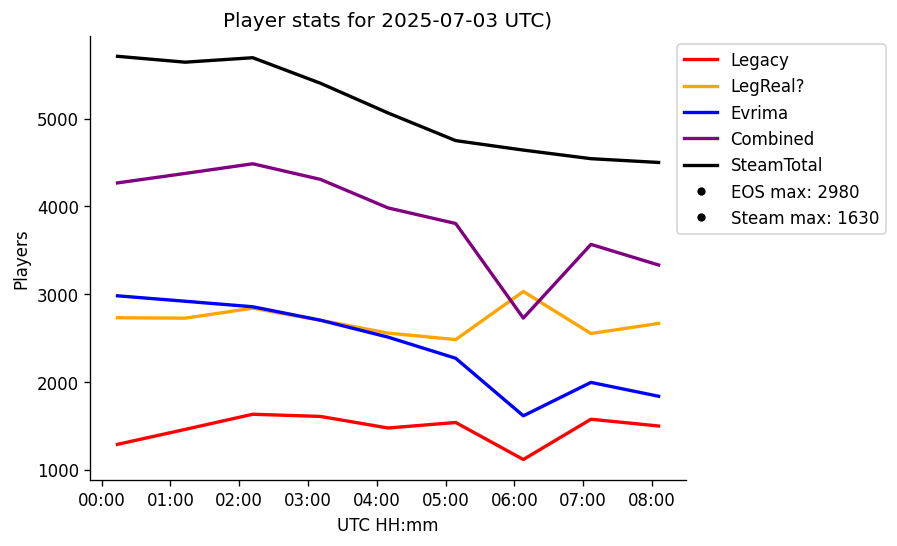 Player stats for 2025-07-03 UTC)
Legacy
LegReal?
Evrima
Combined
SteamTotal
EOS max: 2980
Steam max: 1630
Players
5000
4000
3000
2000
1000
00:00 01:00 02:00 03:00 04:00 05:00 06:00 07:00 08:00
UTC HH:mm